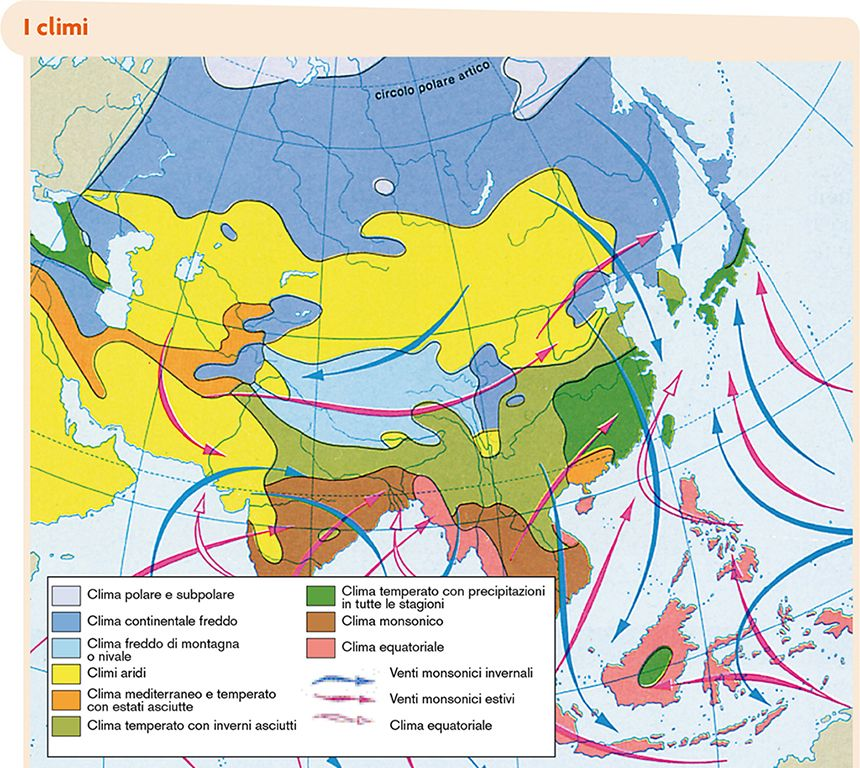 I climi
circolo polare artico
Clima polare e subpolare
Clima continentale freddo
Clima freddo di montagna
o nivale
Climi aridi
Clima mediterraneo e temperato
con estati asciutte
Clima temperato con inverni asciutti
Clima temperato con precipitazioni
in tutte le stagioni
Clima monsonico
Clima equatoriale
Venti monsonici invernali
Venti monsonici estivi
Clima equatoriale